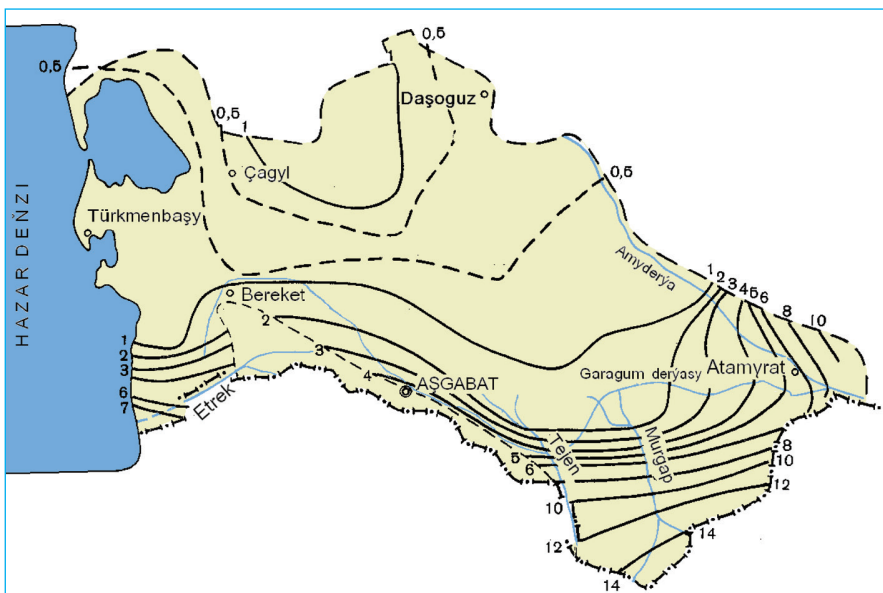 0,5
0,5
Daşoguz
0,5
1
Çagyl
0,5
HAZAR DEŇZI
Türkmenbaşy
Amyderýa
1
2
3
4
5
6
8
10
Bereket
2
1
2
3
3
4
AŞGABAT
Garagum derýasy
Atamyrat
6
7
Etrek
Tejen
Murgap
5
6
8
10
12
10
12
14
14